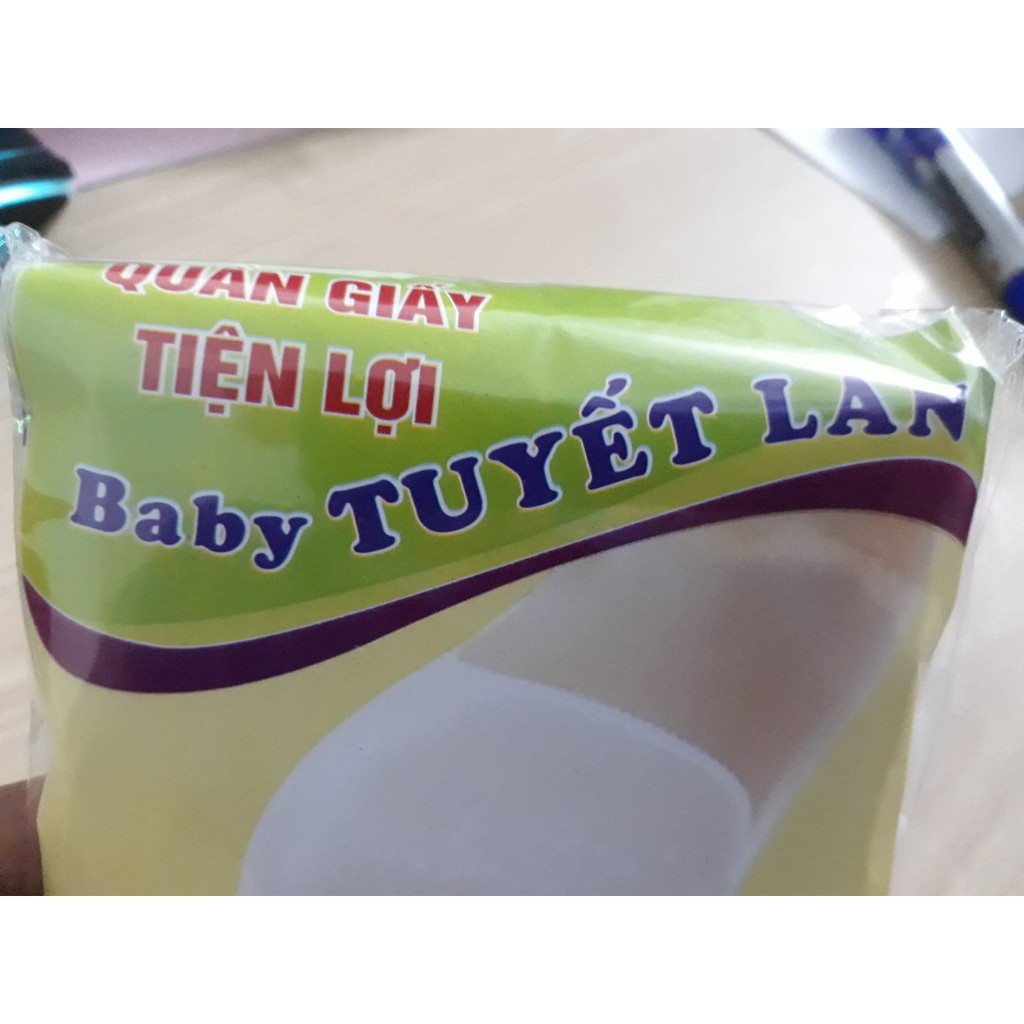 QUẦN GIẤY
TIỆN LỢI
Baby TUYẾT LAN